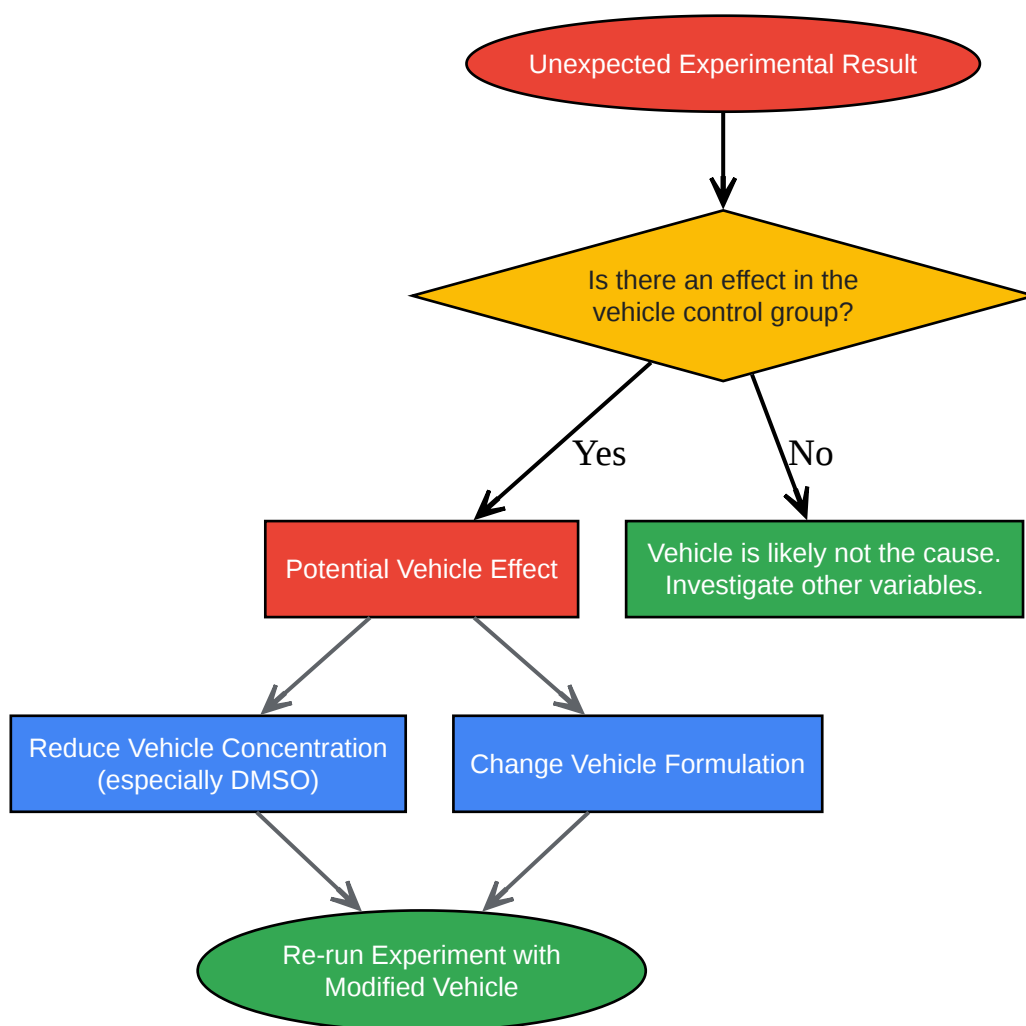 Unexpected Experimental Result
Is there an effect in the
vehicle control group?
Yes
No
Potential Vehicle Effect
Vehicle is likely not the cause.
Investigate other variables.
Reduce Vehicle Concentration
(especially DMSO)
Change Vehicle Formulation
Re-run Experiment with
Modified Vehicle